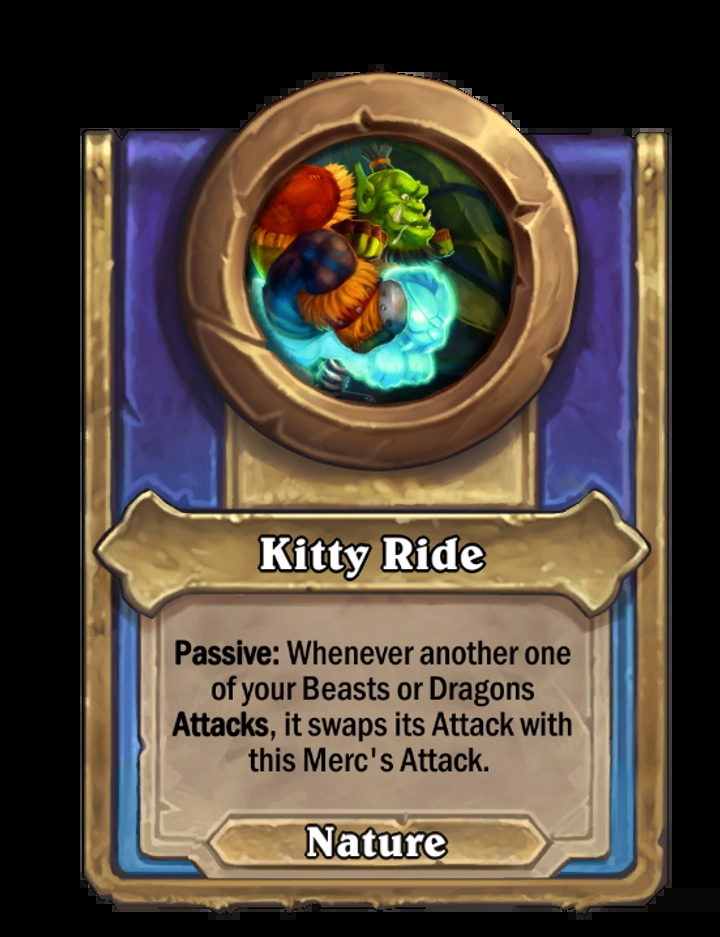 Kitty Ride
Passive: Whenever another one
of your Beasts or Dragons
Attacks, it swaps its Attack with
this Merc's Attack.
Nature